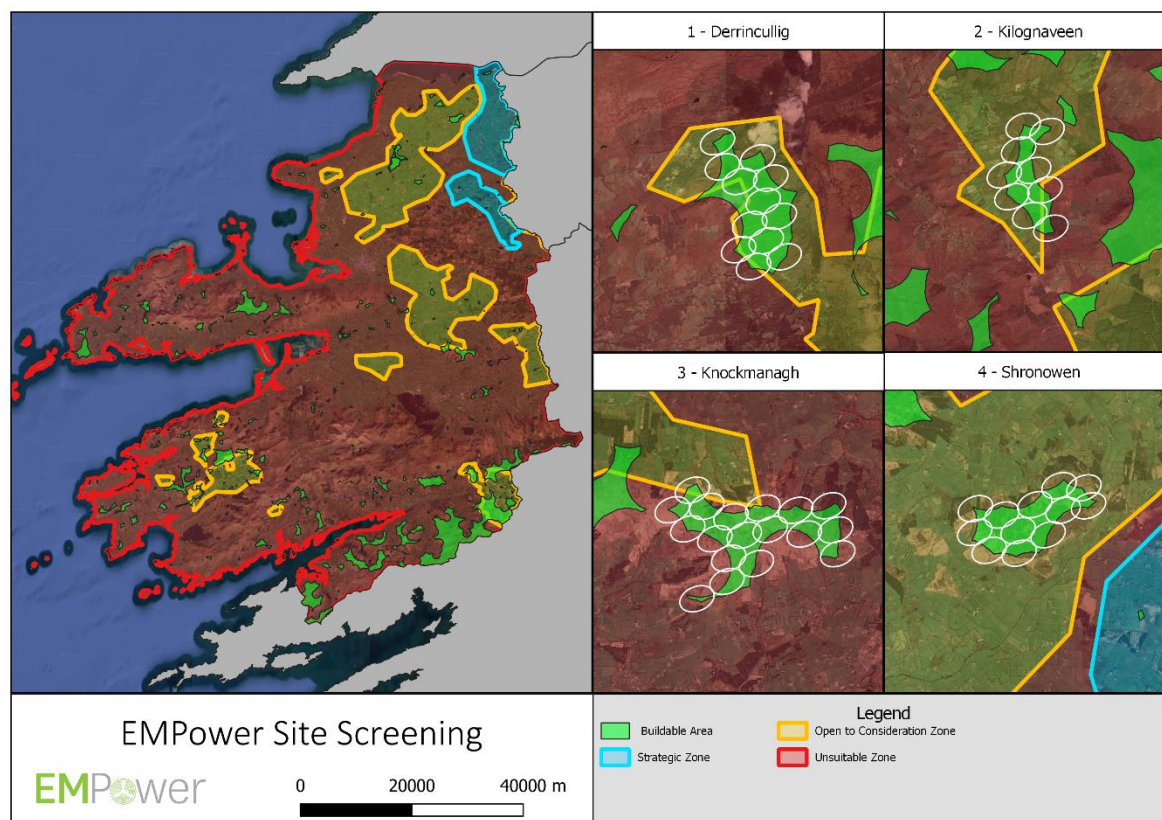 1 - Derrincullig
2 - Kilognaveen
3 - Knockmanagh
4 - Shronowen
EMPower Site Screening
EMPower
0 20000 40000 m
Legend
Buildable Area
Open to Consideration Zone
Strategic Zone
Unsuitable Zone